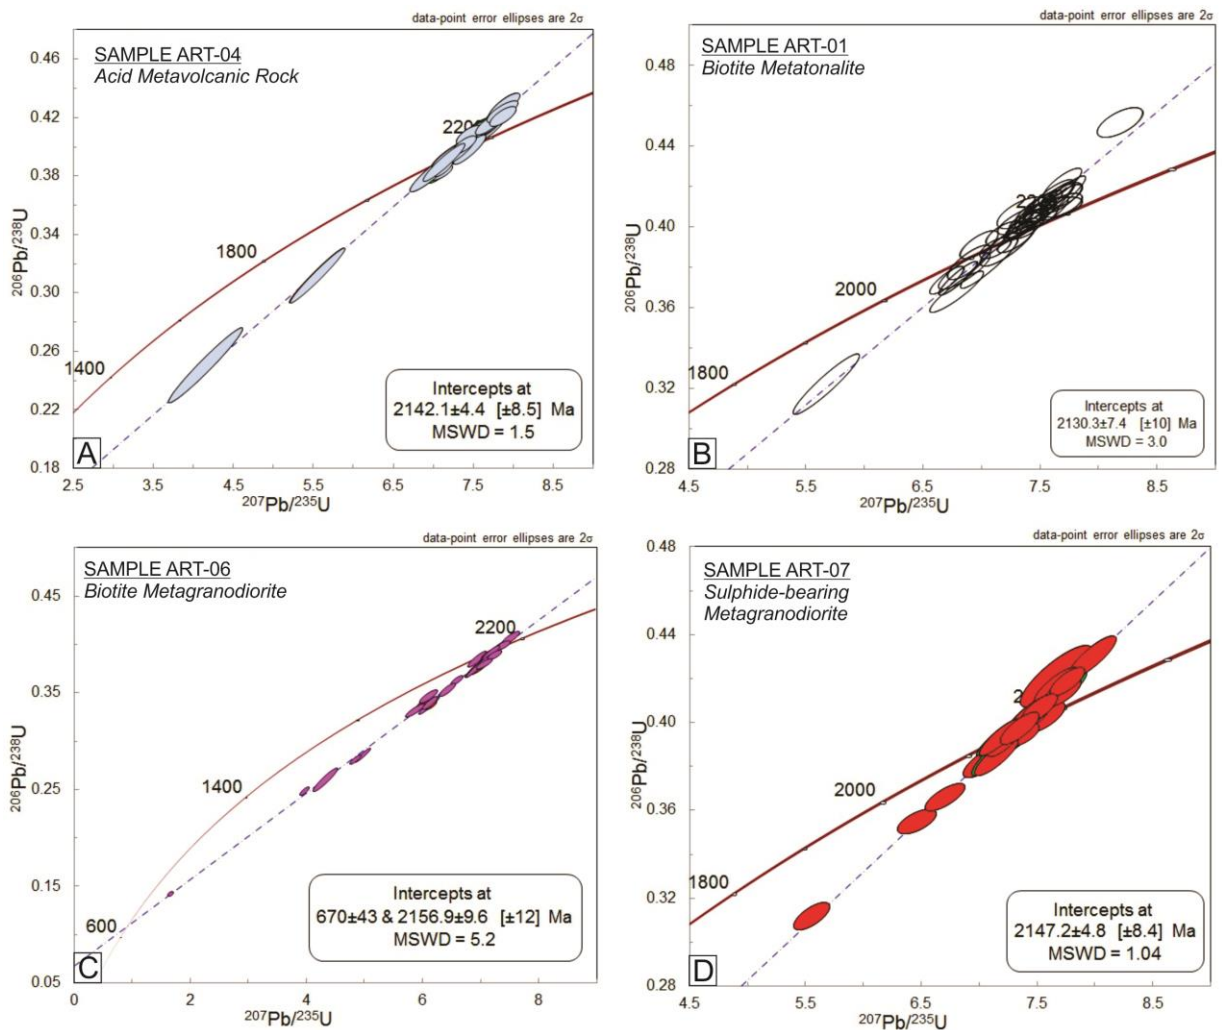 data-point error ellipses are 2σ
SAMPLE ART-04
Acid Metavolcanic Rock
0.46
0.42
0.38
0.34
0.30
0.26
0.22
0.18
206Pb/238U
2200
1800
1400
Intercepts at
2142.1±4.4 [±8.5] Ma
MSWD = 1.5
A
2.5 3.5 4.5 5.5 6.5 7.5 8.5
207Pb/235U
data-point error ellipses are 2σ
SAMPLE ART-01
Biotite Metatonalite
0.48
0.44
0.40
0.36
0.32
0.28
206Pb/238U
2000
1800
Intercepts at
2130.3±7.4 [±10] Ma
MSWD = 3.0
B
4.5 5.5 6.5 7.5 8.5
207Pb/235U
data-point error ellipses are 2σ
SAMPLE ART-06
Biotite Metagranodiorite
0.45
0.35
0.25
0.15
0.05
206Pb/238U
2200
1400
600
Intercepts at
670±43 & 2156.9±9.6 [±12] Ma
MSWD = 5.2
C
0 2 4 6 8
207Pb/235U
data-point error ellipses are 2σ
SAMPLE ART-07
Sulphide-bearing
Metagranodiorite
0.48
0.44
0.40
0.36
0.32
0.28
206Pb/238U
2000
1800
Intercepts at
2147.2±4.8 [±8.4] Ma
MSWD = 1.04
D
4.5 5.5 6.5 7.5 8.5
207Pb/235U